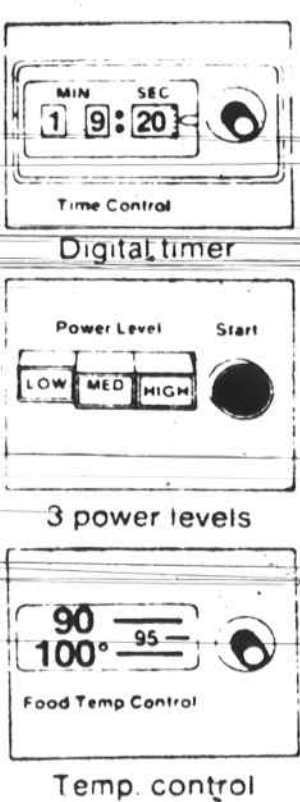 MIN SEC
1 9 : 20
Time Control
Digital timer
Power Level Start
LOW MED HIGH
3 power levels
90
95
100°
Food Temp Control
Temp. control